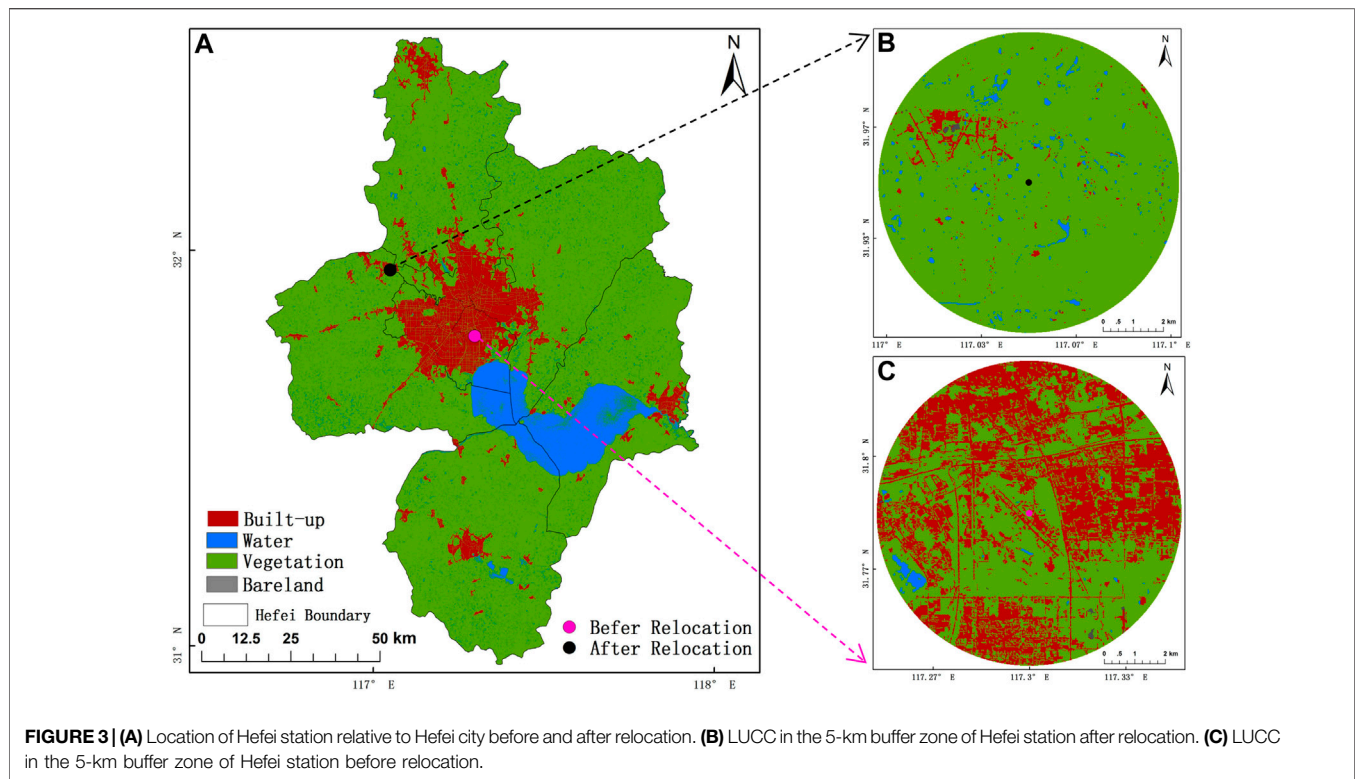 A
N
32° N
31° N
117° E
118° E
Built-up
Water
Vegetation
Bareland
Hefei Boundary
0 12.5 25 50 km
Befer Relocation
After Relocation
B
N
31.97° N
31.93° N
117° E
117.03° E
117.07° E
117.1° E
0 .5 1 2 km
C
N
31.8° N
31.77° N
117.27° E
117.3° E
117.33° E
0 .5 1 2 km
FIGURE 3 | (A) Location of Hefei station relative to Hefei city before and after relocation. (B) LUCC in the 5-km buffer zone of Hefei station after relocation. (C) LUCC
in the 5-km buffer zone of Hefei station before relocation.